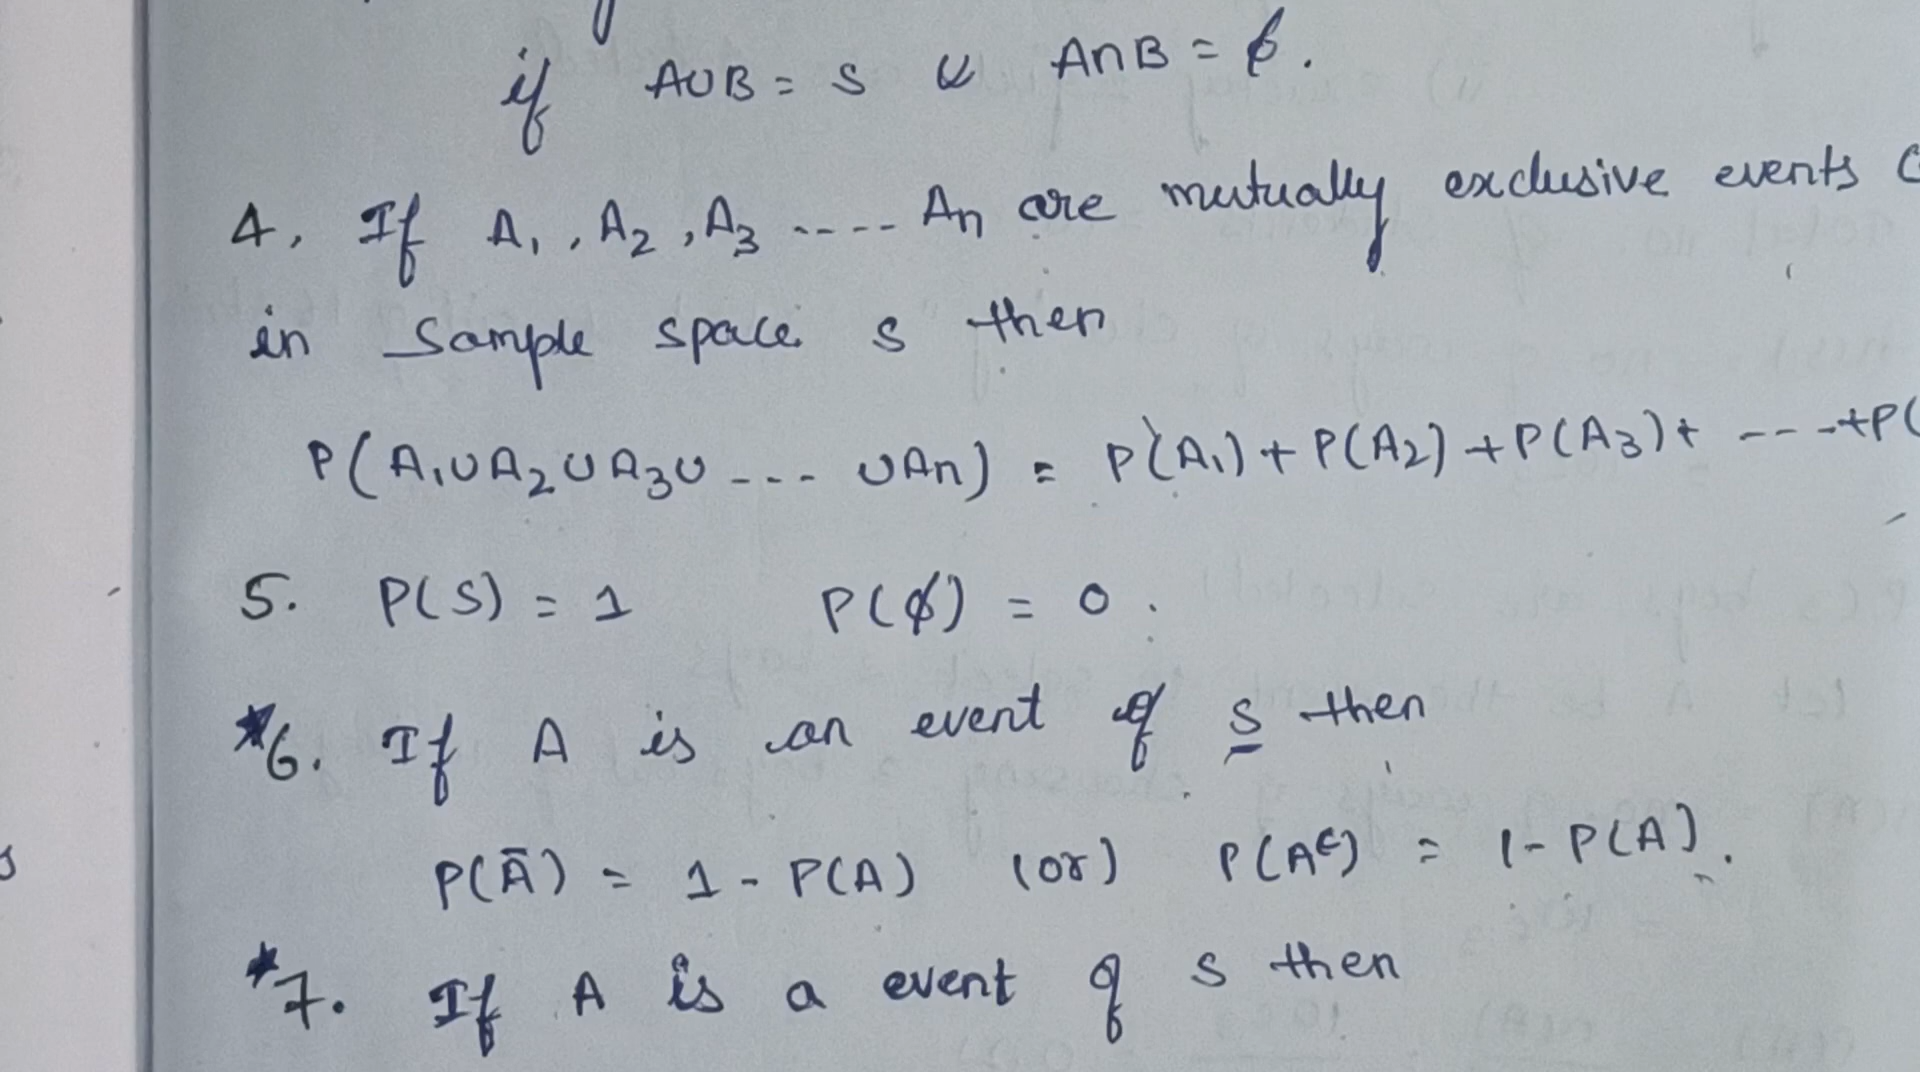 if A∪B = S & A∩B = ϕ.
4. If A₁, A₂, A₃ ..... Aₙ are mutually exclusive events
in sample space S then
P(A₁∪A₂∪A₃∪ ... ∪Aₙ) = P(A₁) + P(A₂) + P(A₃) + ---- + P(
5. P(S) = 1 P(ϕ) = 0.
*6. If A is an event of S then
P(Ā) = 1 - P(A) (or) P(Aᶜ) = 1 - P(A).
*7. If A is a event of S then